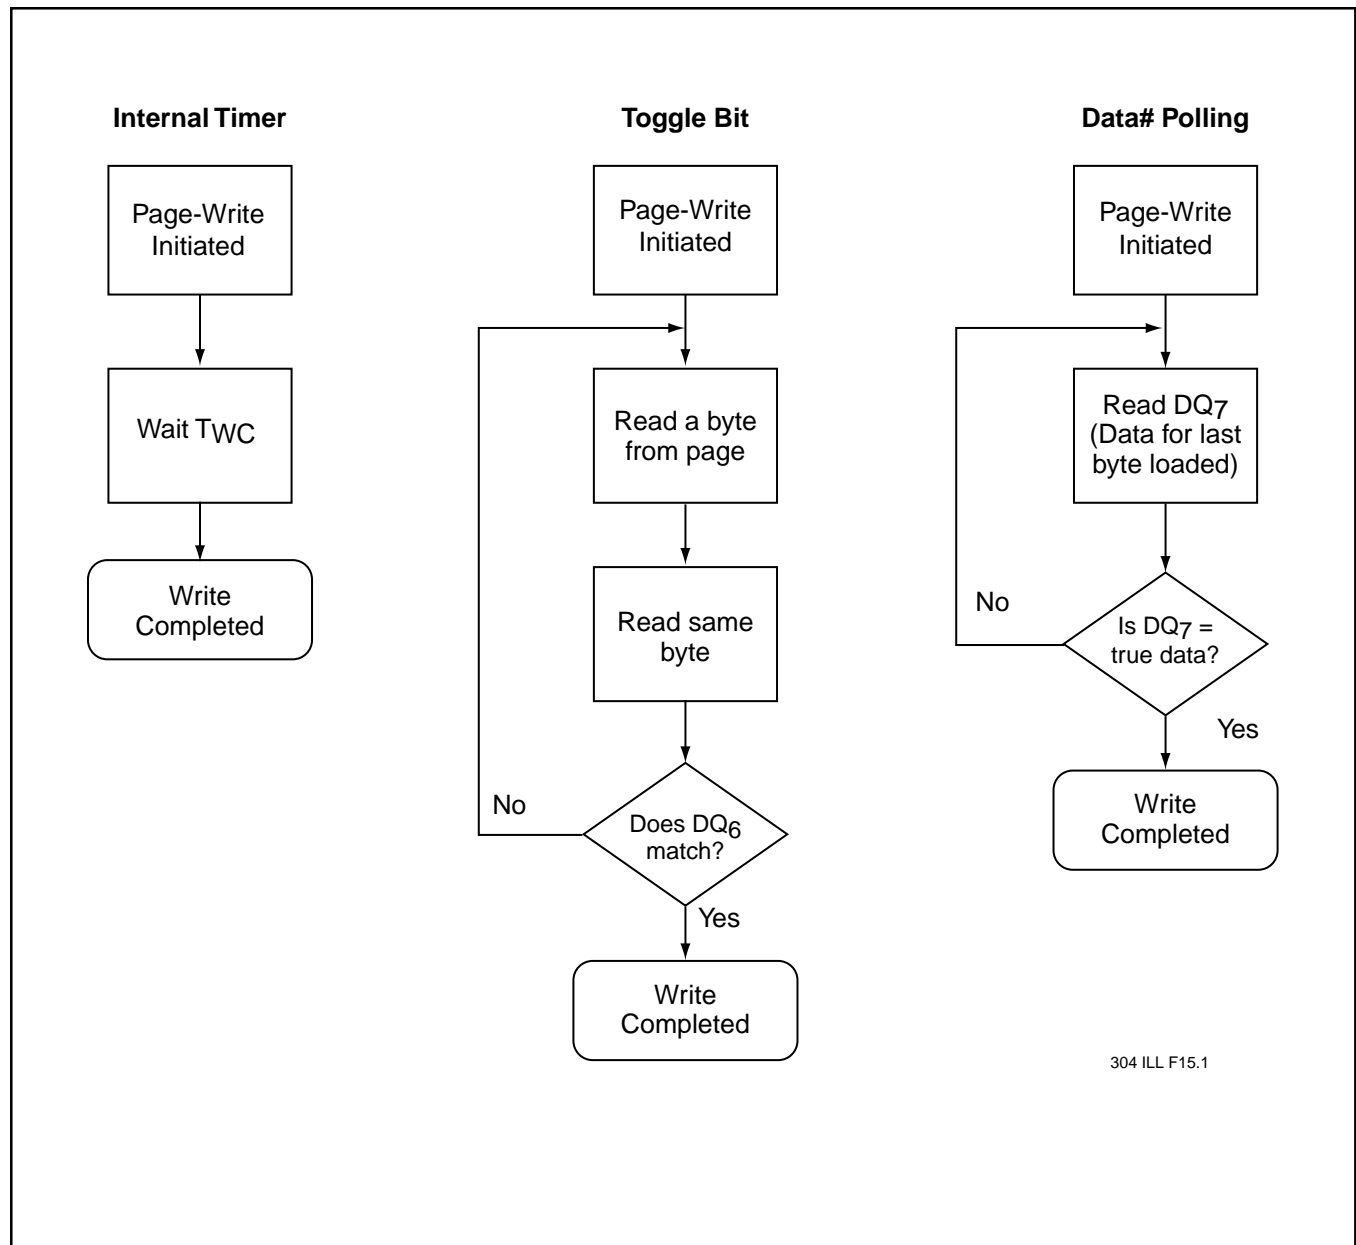 Internal Timer
Page-Write
Initiated
Wait TWC
Write
Completed
Toggle Bit
Page-Write
Initiated
Read a byte
from page
Read same
byte
No
Does DQ6
match?
Yes
Write
Completed
Data# Polling
Page-Write
Initiated
Read DQ7
(Data for last
byte loaded)
No
Is DQ7 =
true data?
Yes
Write
Completed
304 ILL F15.1